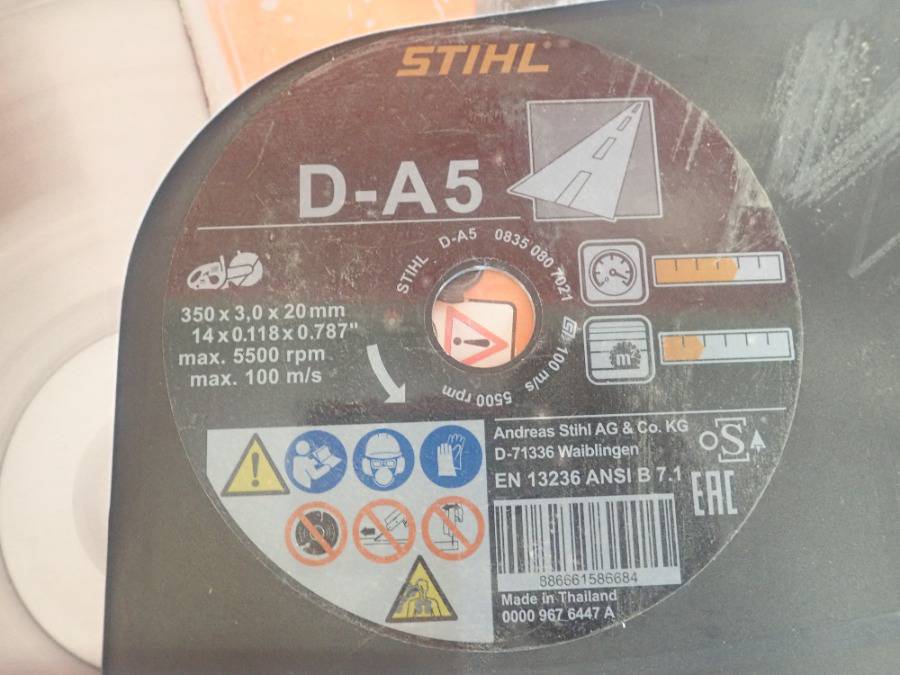 STIHL
D-A5
STIHL D-A5 0835 080 7021
100 m/s 5500 rpm
350 x 3,0 x 20 mm
14 x 0.118 x 0.787"
max. 5500 rpm
max. 100 m/s
m
Andreas Stihl AG & Co. KG
D-71336 Waiblingen
EN 13236 ANSI B 7.1
oS
EAC
886661586684
Made in Thailand
0000 967 6447 A